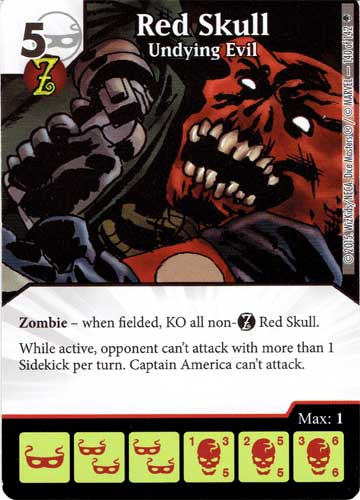 5
Red Skull
Undying Evil
Z
Zombie – when fielded, KO all non-Z Red Skull.
While active, opponent can't attack with more than 1
Sidekick per turn. Captain America can't attack.
Max: 1
1 3
5
2 5
5
3 6
6